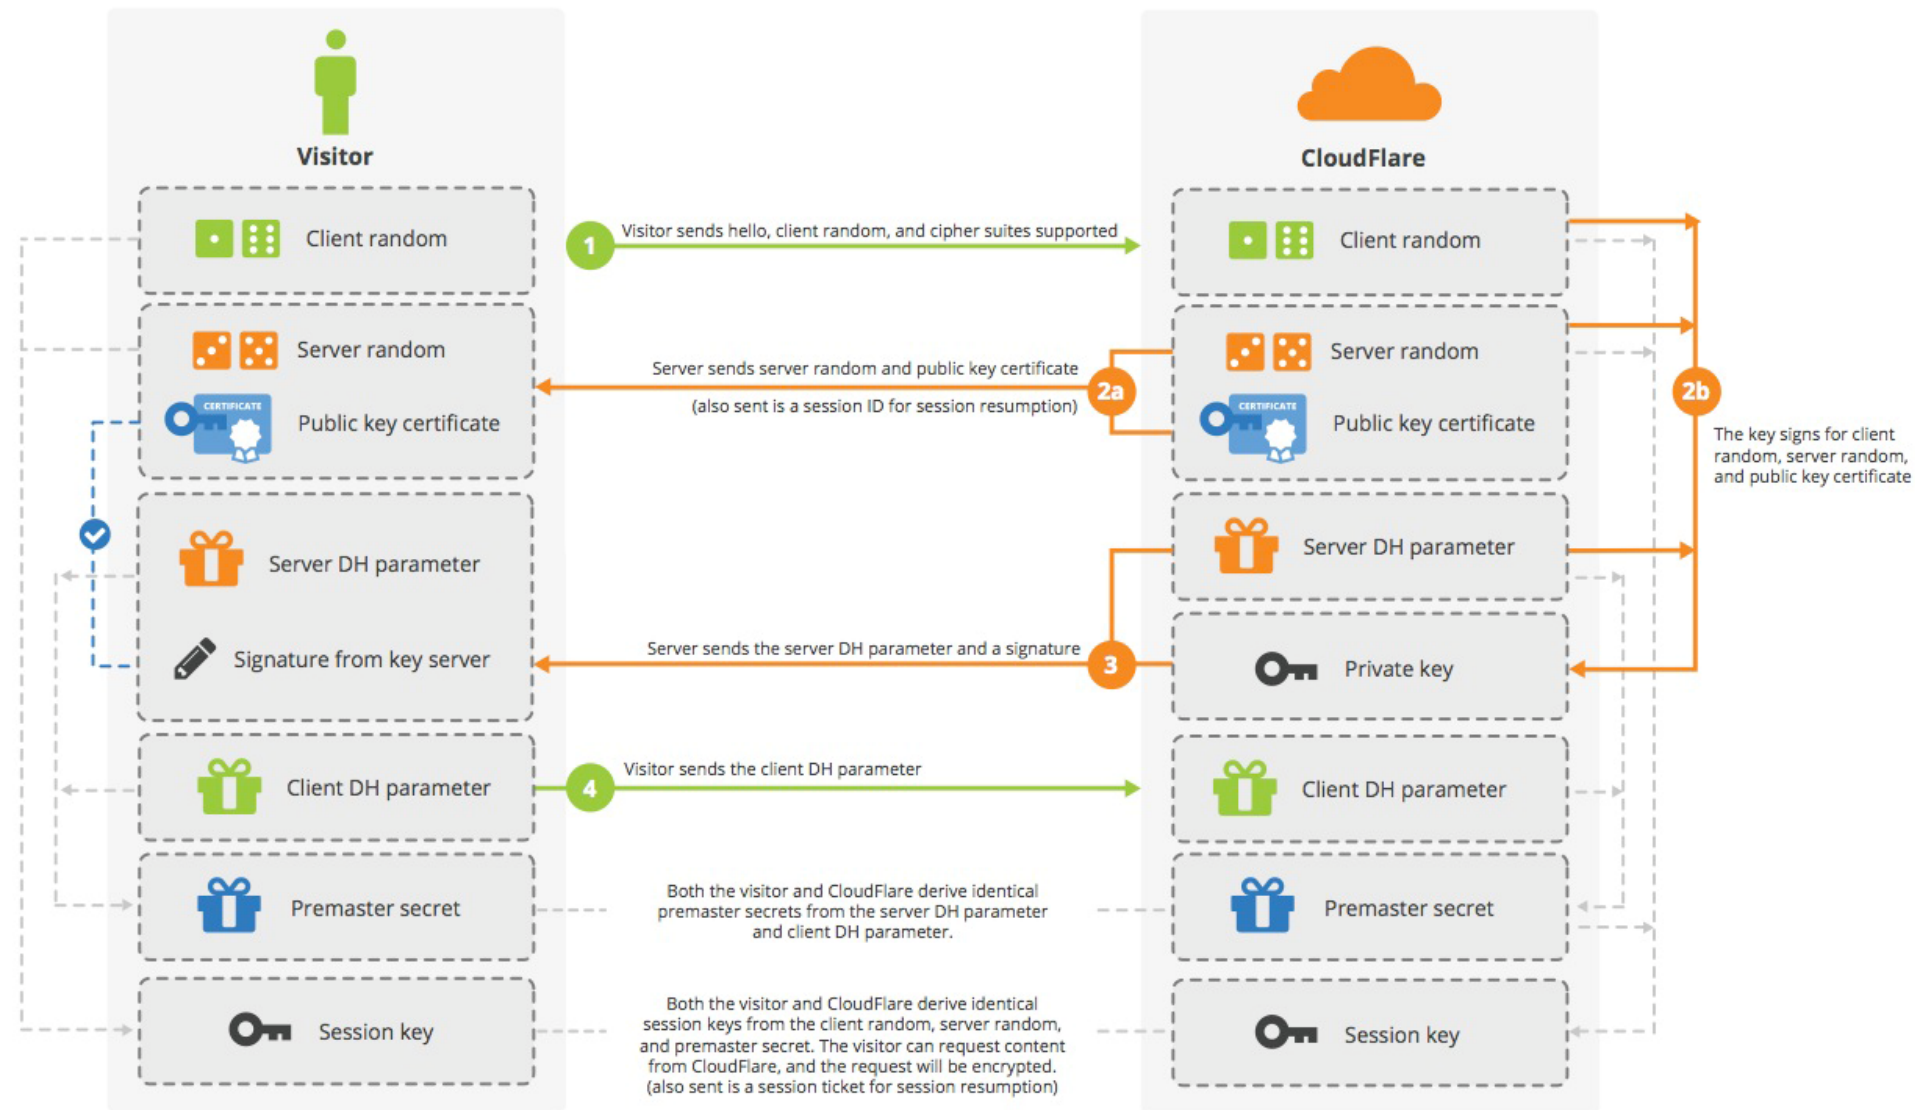 Visitor
CloudFlare
Client random
1
Visitor sends hello, client random, and cipher suites supported
Client random
Server random
Public key certificate
CERTIFICATE
Server sends server random and public key certificate
(also sent is a session ID for session resumption)
2a
Server random
Public key certificate
CERTIFICATE
2b
The key signs for client
random, server random,
and public key certificate
Server DH parameter
Signature from key server
Server sends the server DH parameter and a signature
3
Server DH parameter
Private key
Client DH parameter
4
Visitor sends the client DH parameter
Client DH parameter
Premaster secret
Both the visitor and CloudFlare derive identical
premaster secrets from the server DH parameter
and client DH parameter.
Premaster secret
Session key
Both the visitor and CloudFlare derive identical
session keys from the client random, server random,
and premaster secret. The visitor can request content
from CloudFlare, and the request will be encrypted.
(also sent is a session ticket for session resumption)
Session key